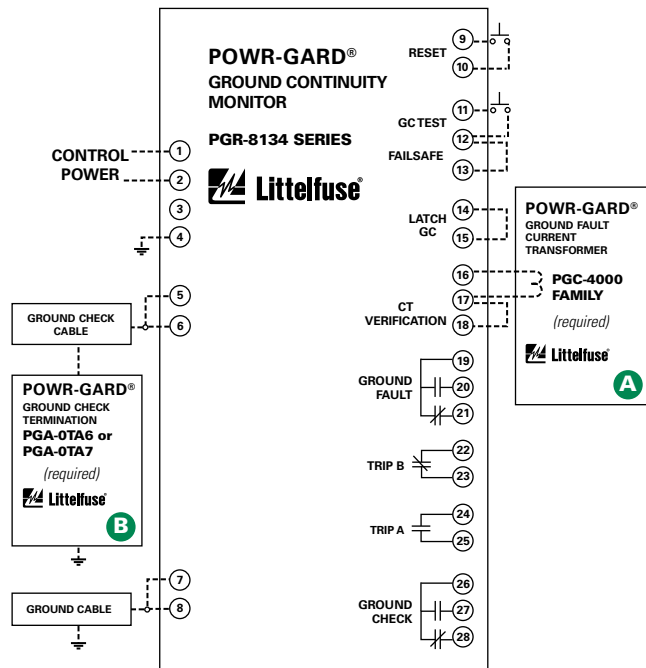 POWR-GARD®
GROUND CONTINUITY
MONITOR
PGR-8134 SERIES
Littelfuse®
CONTROL
POWER
1
2
3
4
5
6
7
8
GROUND CHECK
CABLE
POWR-GARD®
GROUND CHECK
TERMINATION
PGA-0TA6 or
PGA-0TA7
(required)
Littelfuse®
B
GROUND CABLE
RESET
9
10
GC TEST
11
12
FAILSAFE
13
LATCH
GC
14
15
16
17
CT
VERIFICATION
18
GROUND
FAULT
19
20
21
TRIP B
22
23
TRIP A
24
25
GROUND
CHECK
26
27
28
POWR-GARD®
GROUND FAULT
CURRENT
TRANSFORMER
PGC-4000
FAMILY
(required)
Littelfuse®
A